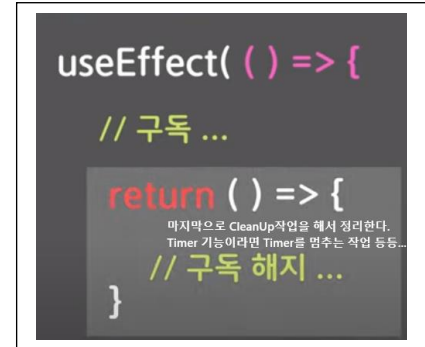 useEffect( ( ) => {
// 구독 ...
return ( ) => {
마지막으로 CleanUp작업을 해서 정리한다.
Timer 기능이라면 Timer를 멈추는 작업 등등...
// 구독 해지 ...
}